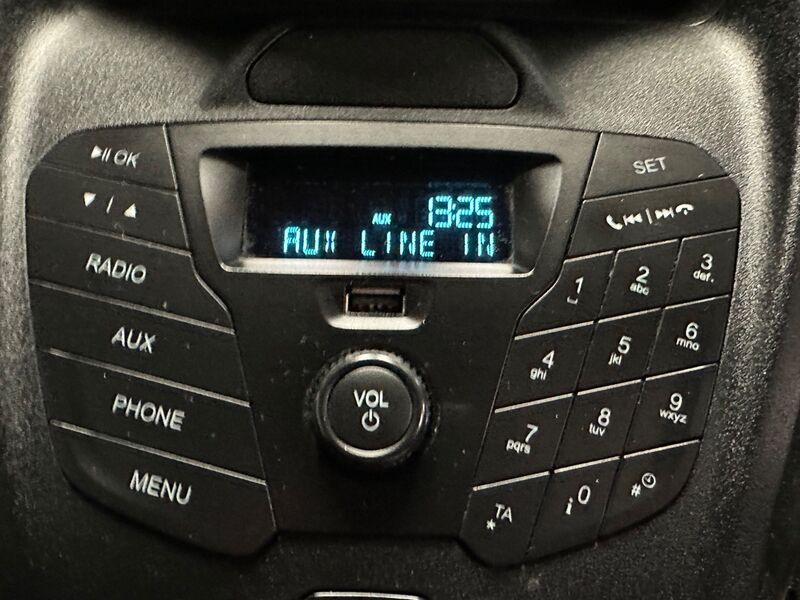 ▶II OK
▼ / ▲
RADIO
AUX
PHONE
MENU
AUX 13:25
AUX LINE IN
VOL
SET
1
2 abc
3 def.
4 ghi
5 jkl
6 mno
7 pqrs
8 tuv
9 wxyz
* TA
i 0
#